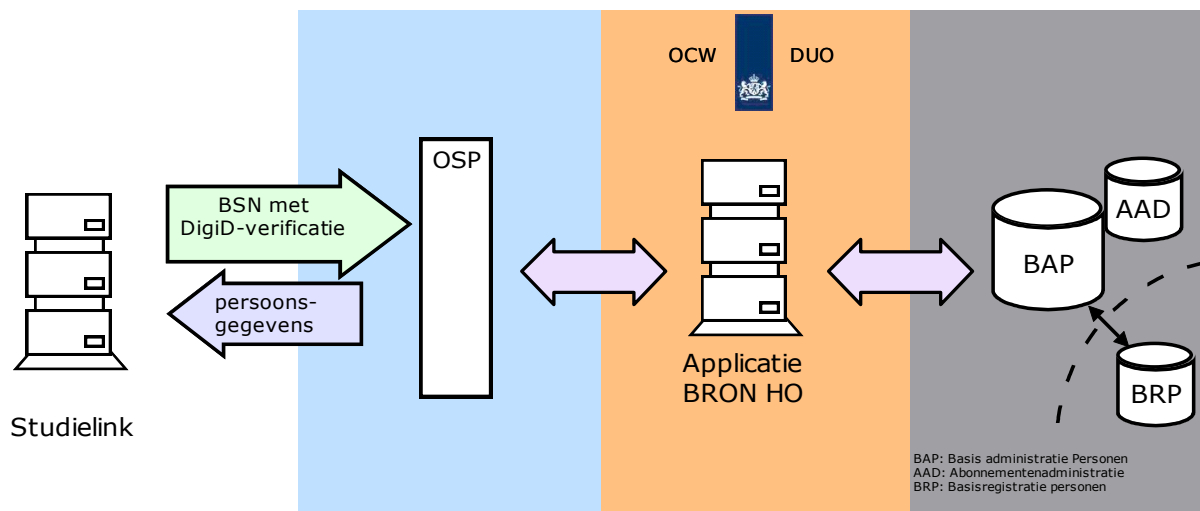 OCW DUO
OSP
BSN met
DigiD-verificatie
persoons-
gegevens
Studielink
Applicatie
BRON HO
AAD
BAP
BRP
BAP: Basis administratie Personen
AAD: Abonnementenadministratie
BRP: Basisregistratie personen